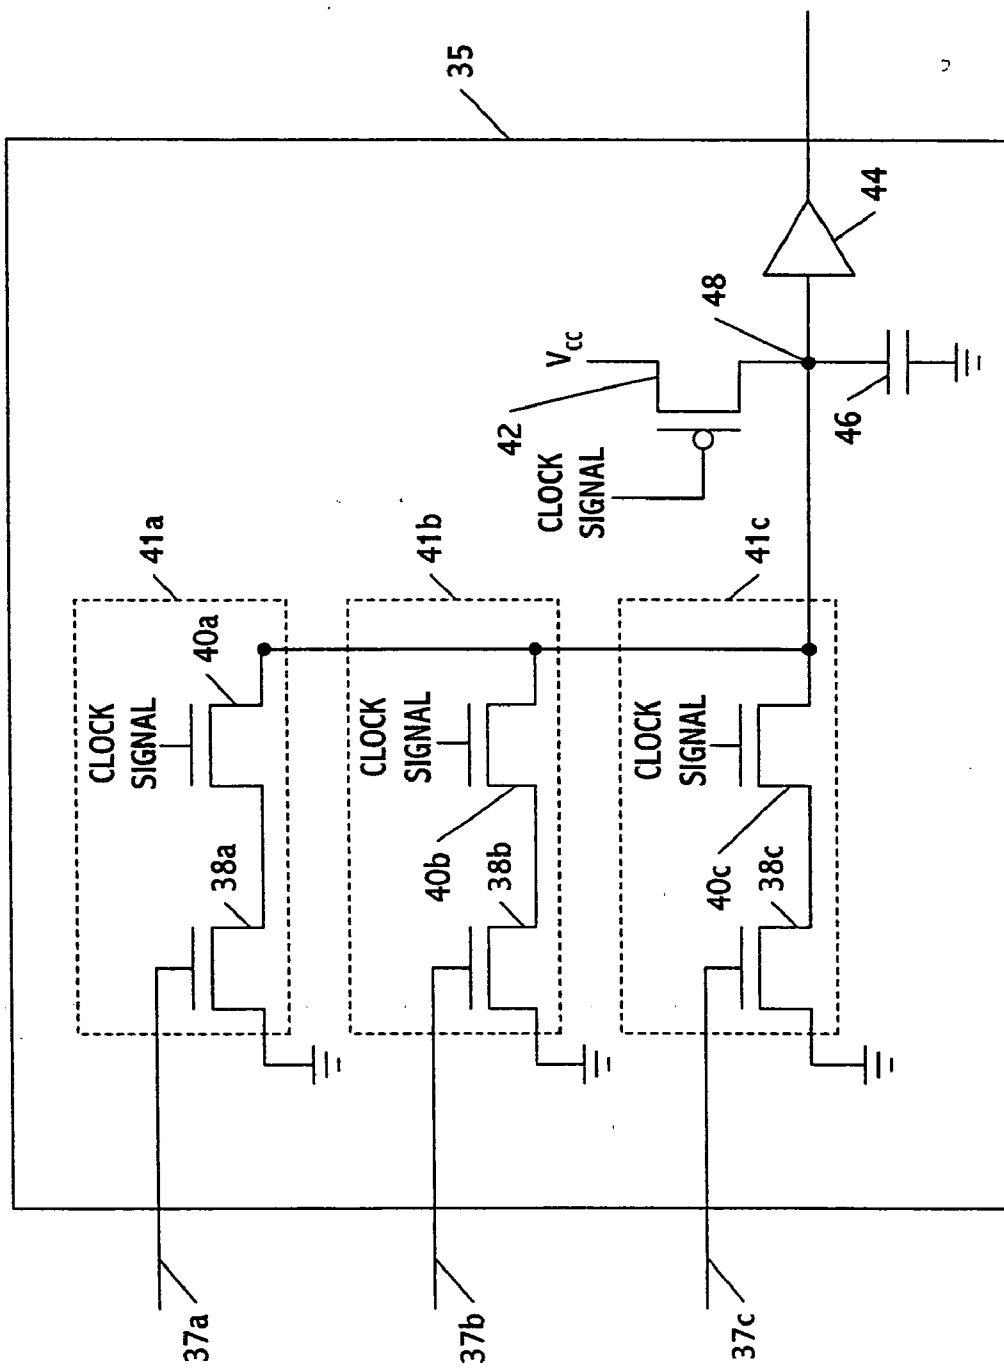 35
41a
CLOCK
SIGNAL
40a
38a
37a
41b
CLOCK
SIGNAL
40b
38b
37b
41c
CLOCK
SIGNAL
40c
38c
37c
CLOCK
SIGNAL
42
VCC
48
46
44